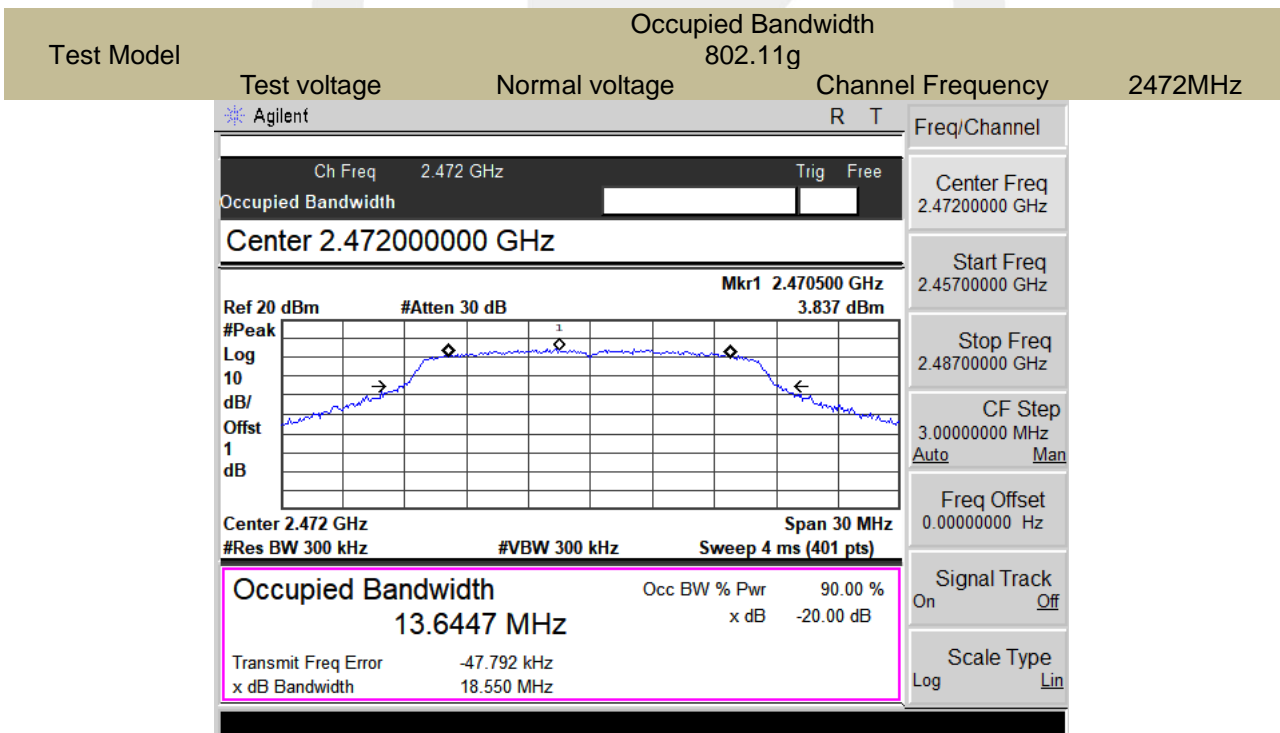 Occupied Bandwidth
Test Model 802.11g
Test voltage Normal voltage Channel Frequency 2472MHz
Agilent R T
Freq/Channel
Ch Freq 2.472 GHz Trig Free
Occupied Bandwidth
Center 2.472000000 GHz
Mkr1 2.470500 GHz
Ref 20 dBm #Atten 30 dB 3.837 dBm
#Peak
Log
10
dB/
Offst
1
dB
1
Center 2.472 GHz Span 30 MHz
#Res BW 300 kHz #VBW 300 kHz Sweep 4 ms (401 pts)
Occupied Bandwidth Occ BW % Pwr 90.00 %
13.6447 MHz x dB -20.00 dB
Transmit Freq Error -47.792 kHz
x dB Bandwidth 18.550 MHz
Center Freq
2.47200000 GHz
Start Freq
2.45700000 GHz
Stop Freq
2.48700000 GHz
CF Step
3.00000000 MHz
Auto Man
Freq Offset
0.00000000 Hz
Signal Track
On Off
Scale Type
Log Lin